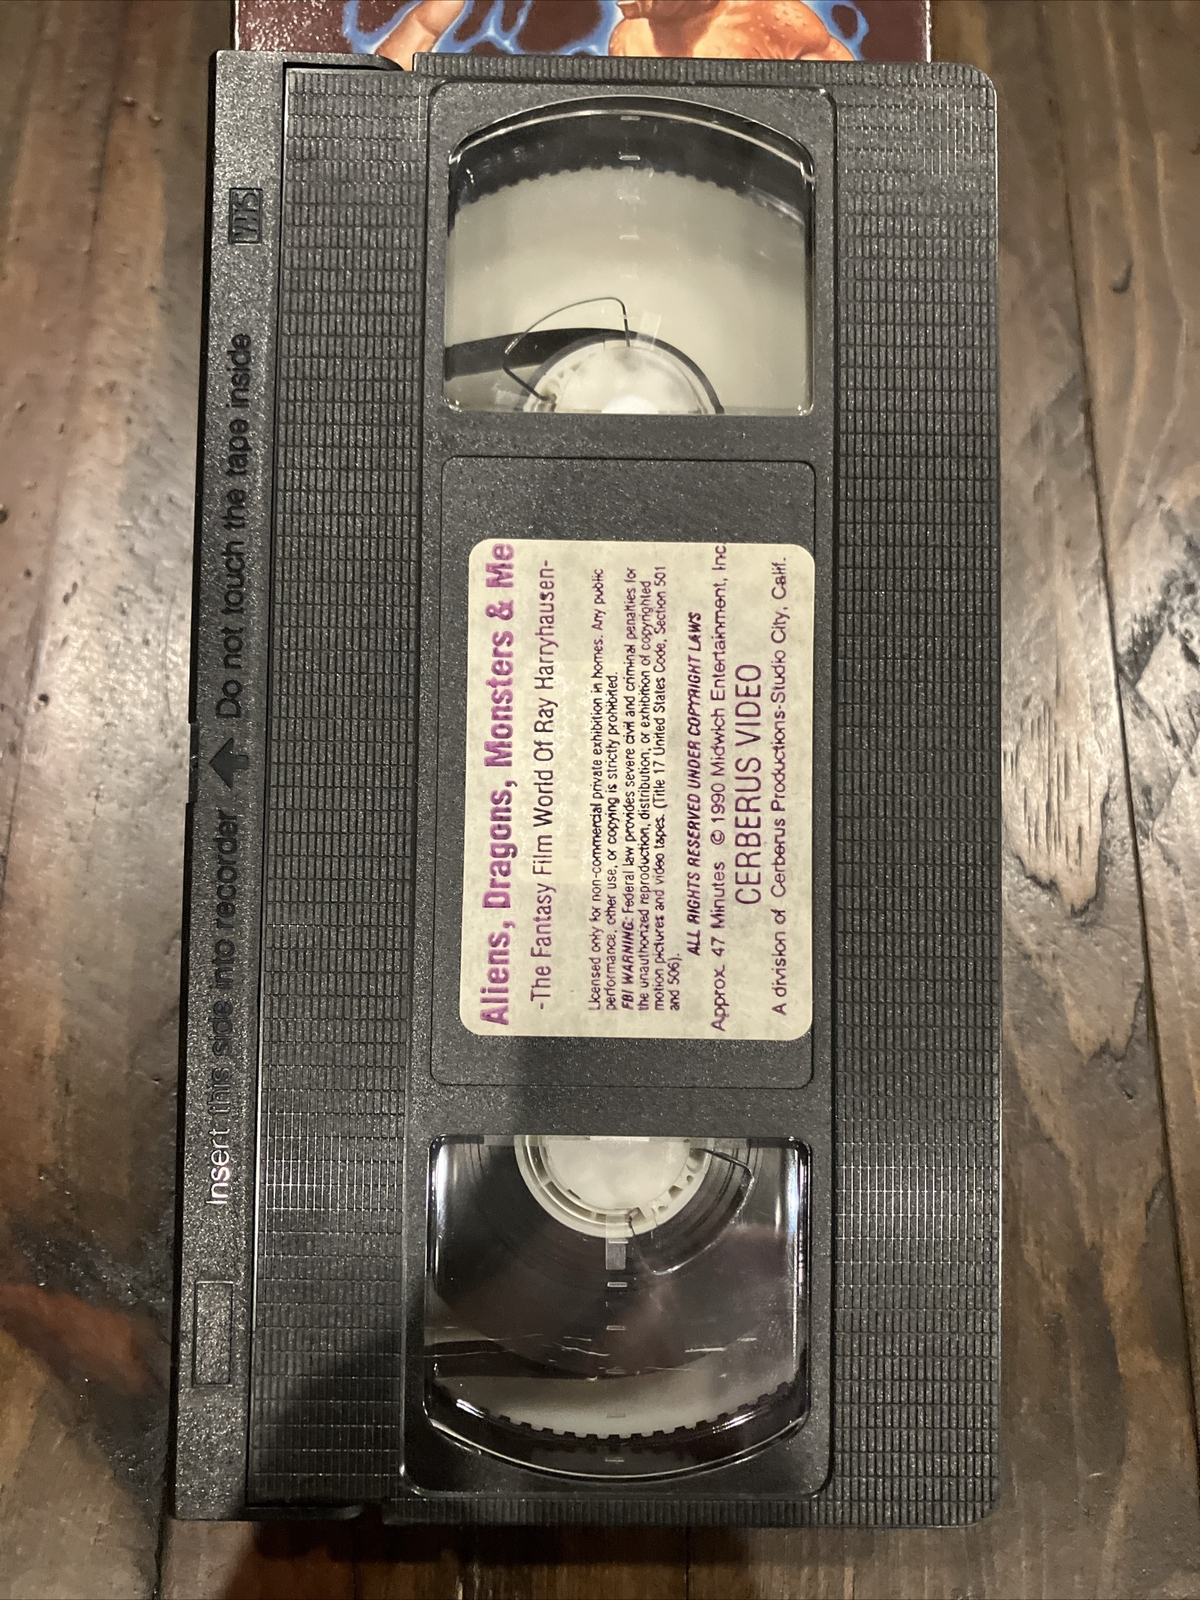 VHS
Insert this side into recorder ▲ Do not touch the tape inside
Aliens, Dragons, Monsters & Me
-The Fantasy Film World Of Ray Harryhausen-
Licensed only for non-commercial private exhibition in homes. Any public
performance, other use, or copying is strictly prohibited.
FBI WARNING: Federal law provides severe civil and criminal penalties for
the unauthorized reproduction, distribution, or exhibition of copyrighted
motion pictures and video tapes. (Title 17 United States Code, Section 501
and 506).
ALL RIGHTS RESERVED UNDER COPYRIGHT LAWS
Approx. 47 Minutes © 1990 Midwich Entertainment, Inc
CERBERUS VIDEO
A division of Cerberus Productions-Studio City, Calif.